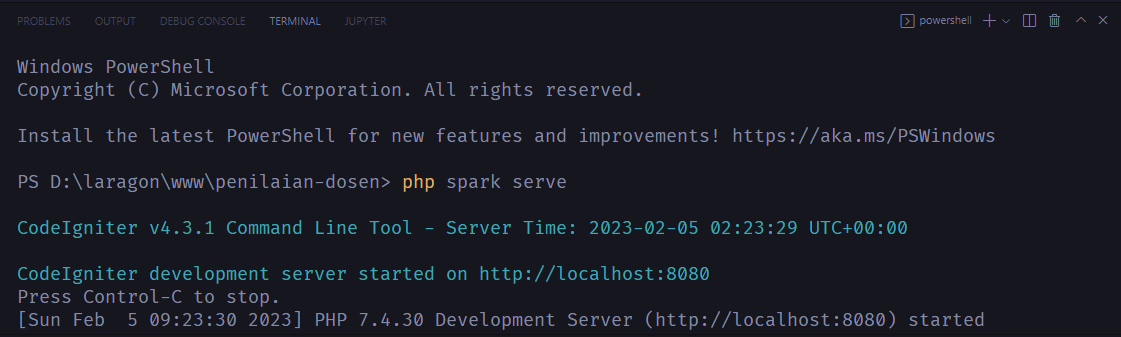 PROBLEMS OUTPUT DEBUG CONSOLE TERMINAL JUPYTER powershell
Windows PowerShell
Copyright (C) Microsoft Corporation. All rights reserved.
Install the latest PowerShell for new features and improvements! https://aka.ms/PSWindows
PS D:\laragon\www\penilaian-dosen> php spark serve
CodeIgniter v4.3.1 Command Line Tool - Server Time: 2023-02-05 02:23:29 UTC+00:00
CodeIgniter development server started on http://localhost:8080
Press Control-C to stop.
[Sun Feb  5 09:23:30 2023] PHP 7.4.30 Development Server (http://localhost:8080) started